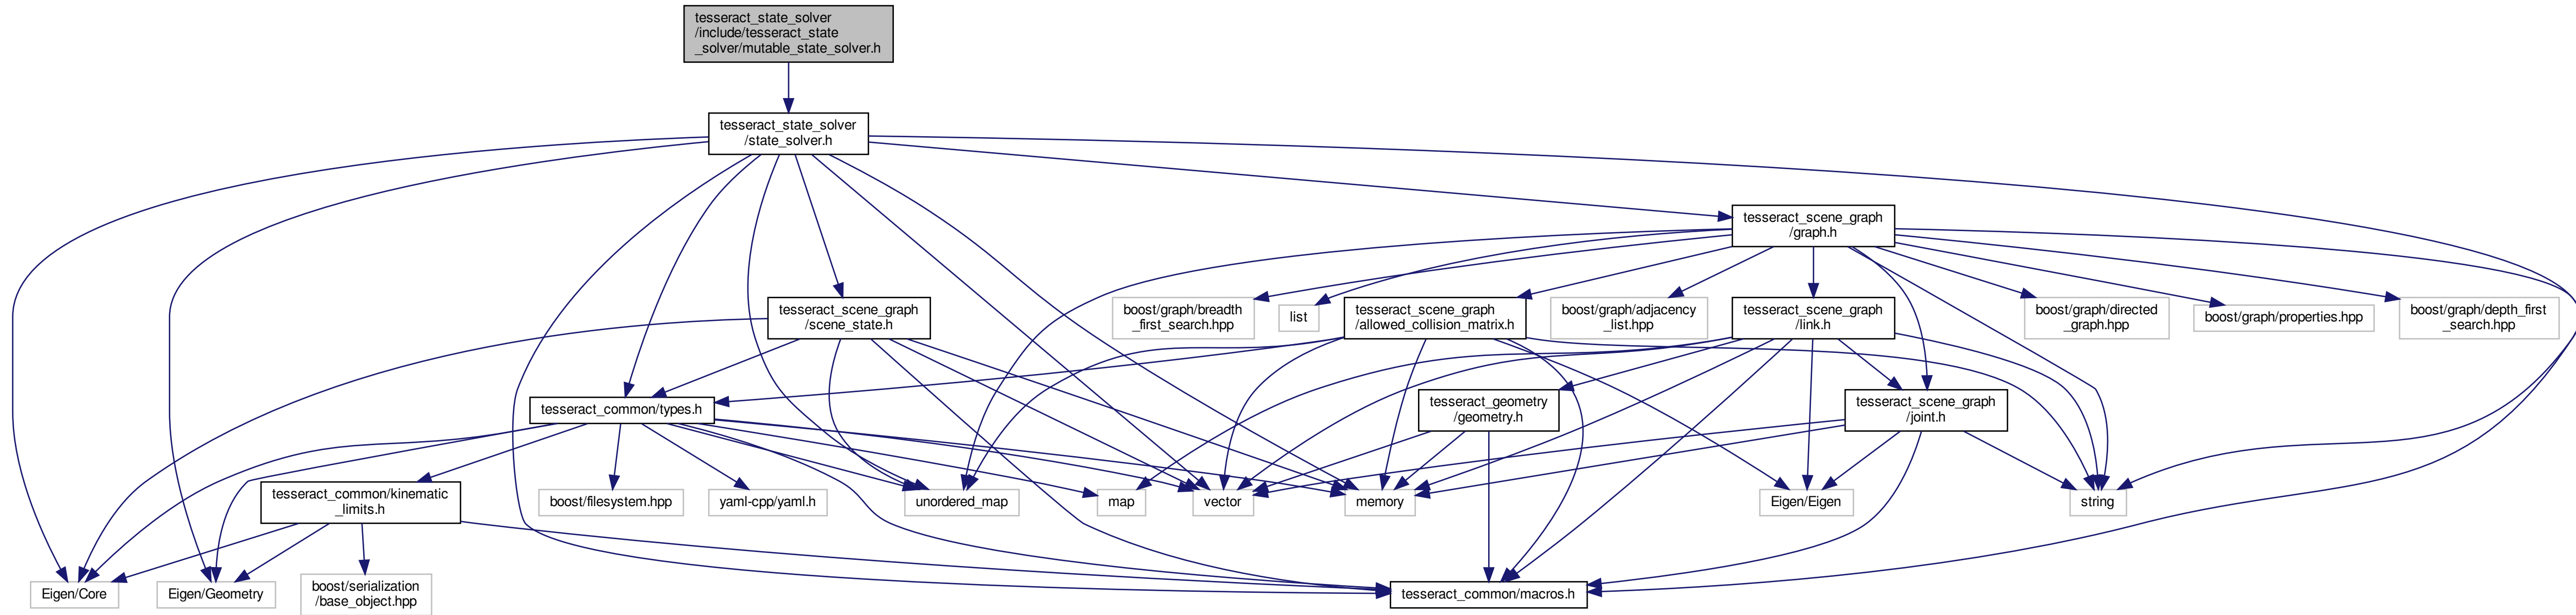 tesseract_state_solver
/include/tesseract_state
_solver/mutable_state_solver.h
tesseract_state_solver
/state_solver.h
tesseract_scene_graph
/graph.h
tesseract_scene_graph
/scene_state.h
boost/graph/breadth
_first_search.hpp
list
tesseract_scene_graph
/allowed_collision_matrix.h
boost/graph/adjacency
_list.hpp
tesseract_scene_graph
/link.h
boost/graph/directed
_graph.hpp
boost/graph/properties.hpp
boost/graph/depth_first
_search.hpp
tesseract_common/types.h
tesseract_geometry
/geometry.h
tesseract_scene_graph
/joint.h
tesseract_common/kinematic
_limits.h
boost/filesystem.hpp
yaml-cpp/yaml.h
unordered_map
map
vector
memory
Eigen/Eigen
string
Eigen/Core
Eigen/Geometry
boost/serialization
/base_object.hpp
tesseract_common/macros.h